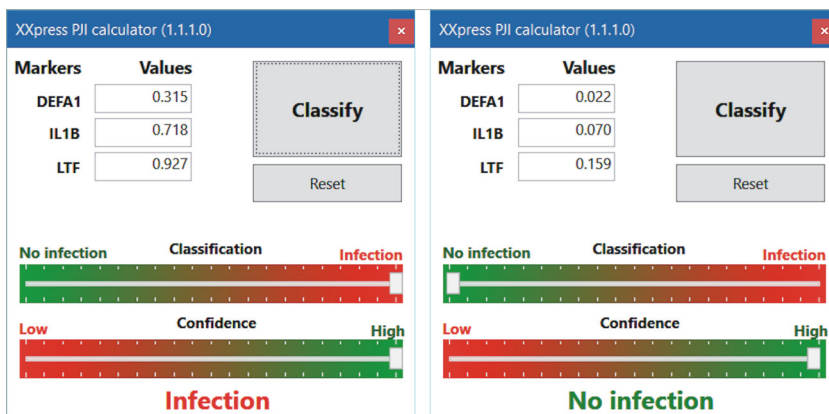 XXpress PJI calculator (1.1.1.0) ×
Markers Values
DEFA1 0.315
IL1B 0.718
LTF 0.927
Classify
Reset
No infection Classification Infection
Low Confidence High
Infection
XXpress PJI calculator (1.1.1.0) ×
Markers Values
DEFA1 0.022
IL1B 0.070
LTF 0.159
Classify
Reset
No infection Classification Infection
Low Confidence High
No infection